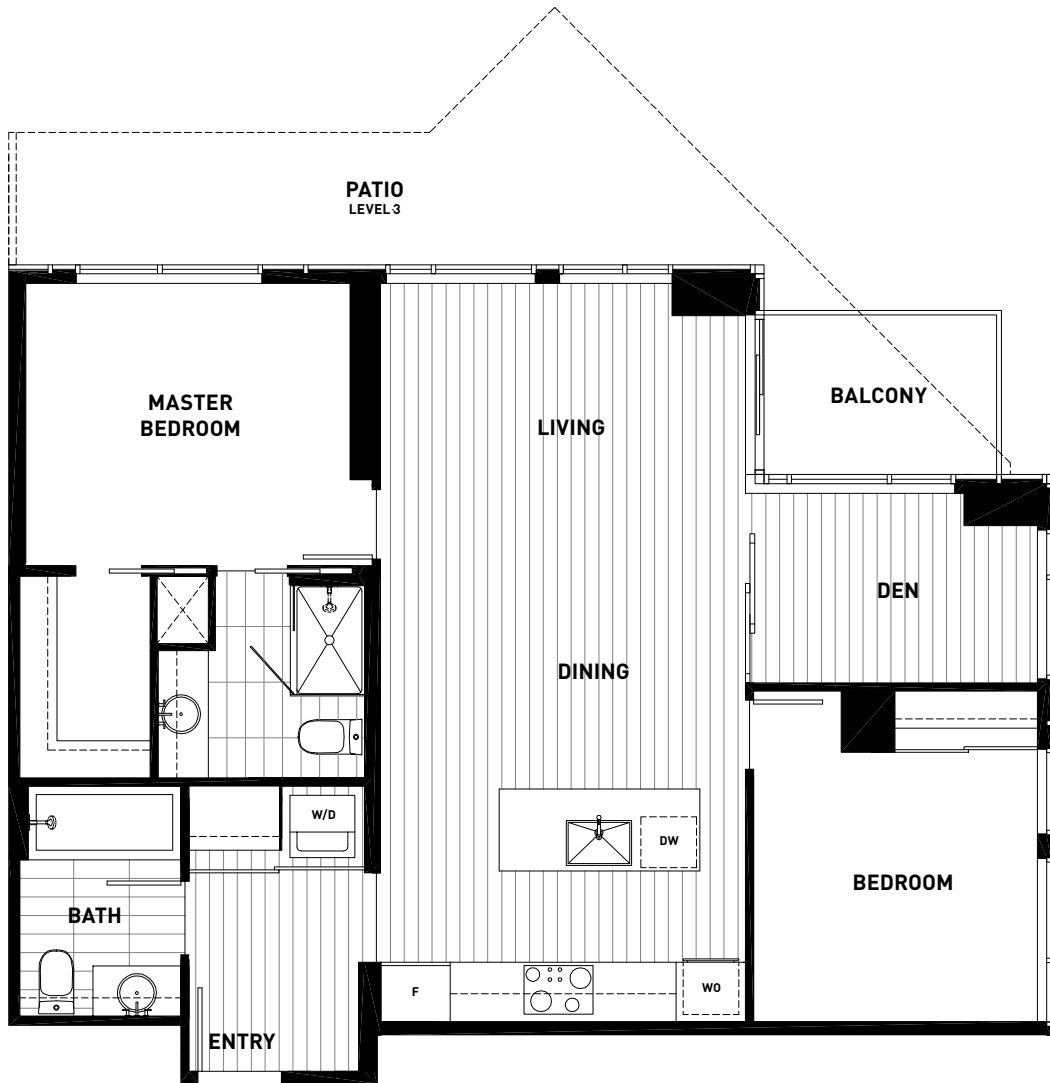 PATIO
LEVEL 3
MASTER
BEDROOM
LIVING
BALCONY
DEN
DINING
W/D
DW
BEDROOM
BATH
F
WO
ENTRY